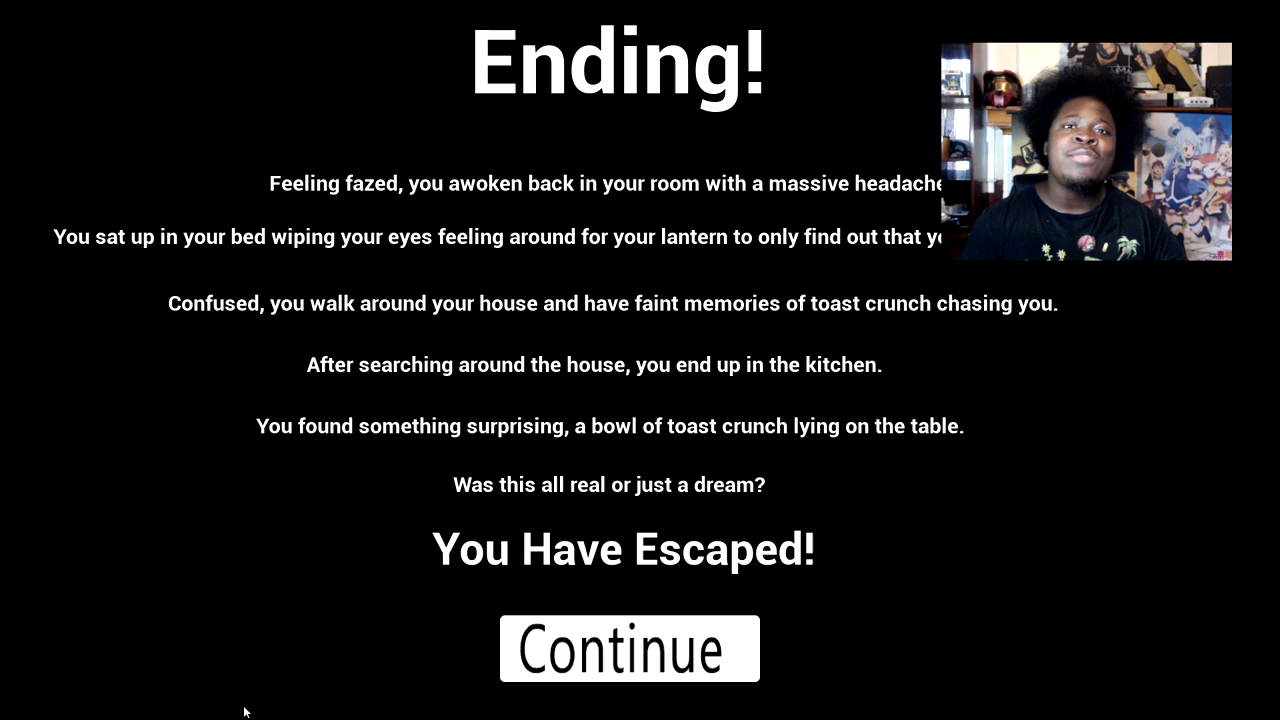 Ending!
Feeling fazed, you awoken back in your room with a massive headache
You sat up in your bed wiping your eyes feeling around for your lantern to only find out that
Confused, you walk around your house and have faint memories of toast crunch chasing you.
After searching around the house, you end up in the kitchen.
You found something surprising, a bowl of toast crunch lying on the table.
Was this all real or just a dream?
You Have Escaped!
Continue